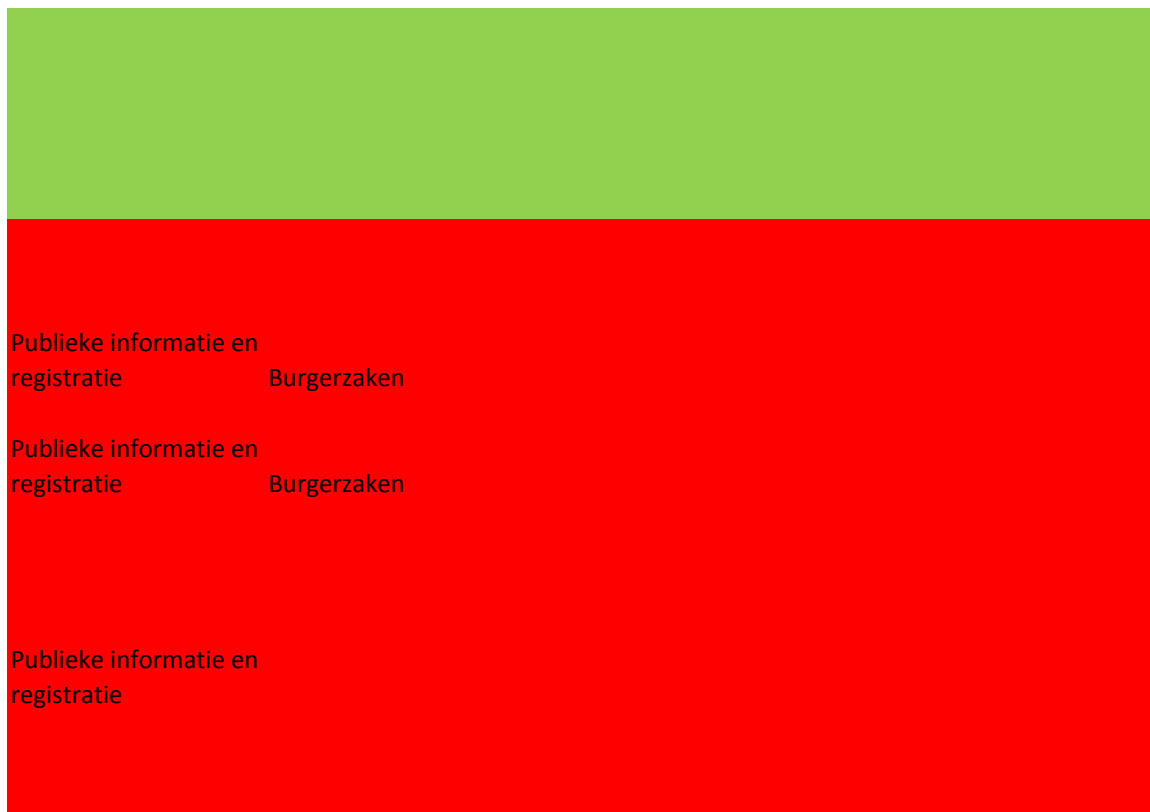 Publieke informatie en
registratie Burgerzaken
Publieke informatie en
registratie Burgerzaken
Publieke informatie en
registratie